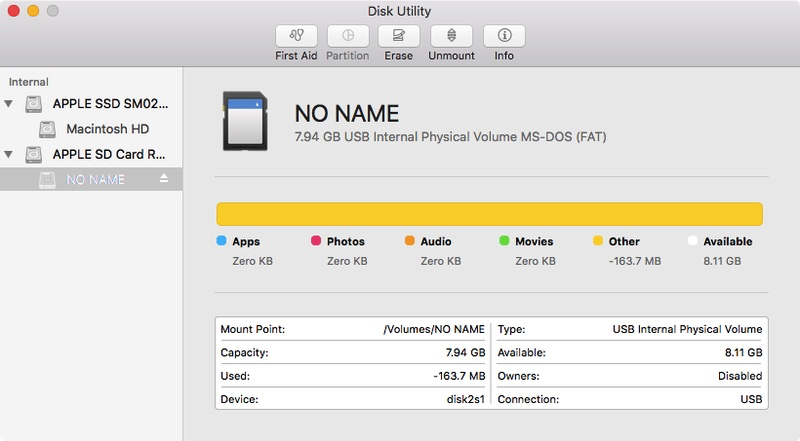 Disk Utility
First Aid Partition Erase Unmount Info
Internal
APPLE SSD SM02...
Macintosh HD
APPLE SD Card R...
NO NAME
NO NAME
7.94 GB USB Internal Physical Volume MS-DOS (FAT)
Apps Photos Audio Movies Other Available
Zero KB Zero KB Zero KB Zero KB -163.7 MB 8.11 GB
Mount Point: /Volumes/NO NAME Type: USB Internal Physical Volume
Capacity: 7.94 GB Available: 8.11 GB
Used: -163.7 MB Owners: Disabled
Device: disk2s1 Connection: USB